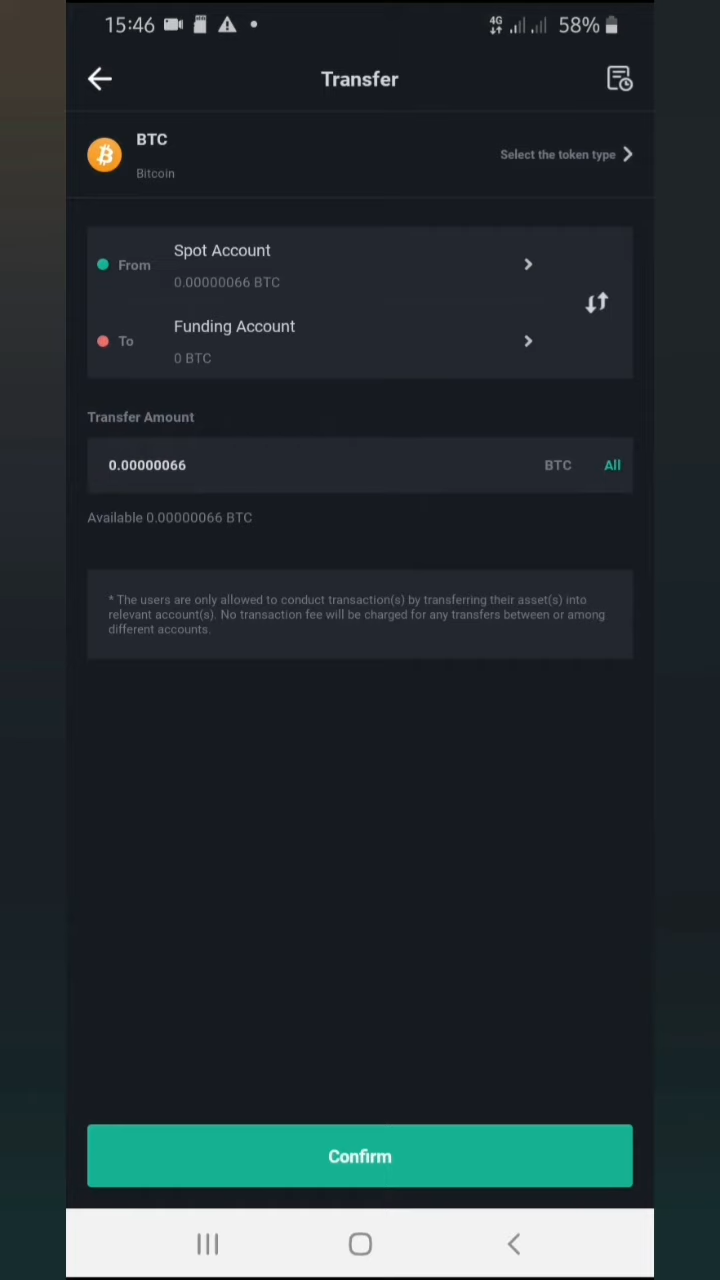 15:46 4G 58%
Transfer
BTC
Bitcoin
Select the token type
From
Spot Account
0.00000066 BTC
To
Funding Account
0 BTC
Transfer Amount
0.00000066 BTC All
Available 0.00000066 BTC
* The users are only allowed to conduct transaction(s) by transferring their asset(s) into
relevant account(s). No transaction fee will be charged for any transfers between or among
different accounts.
Confirm